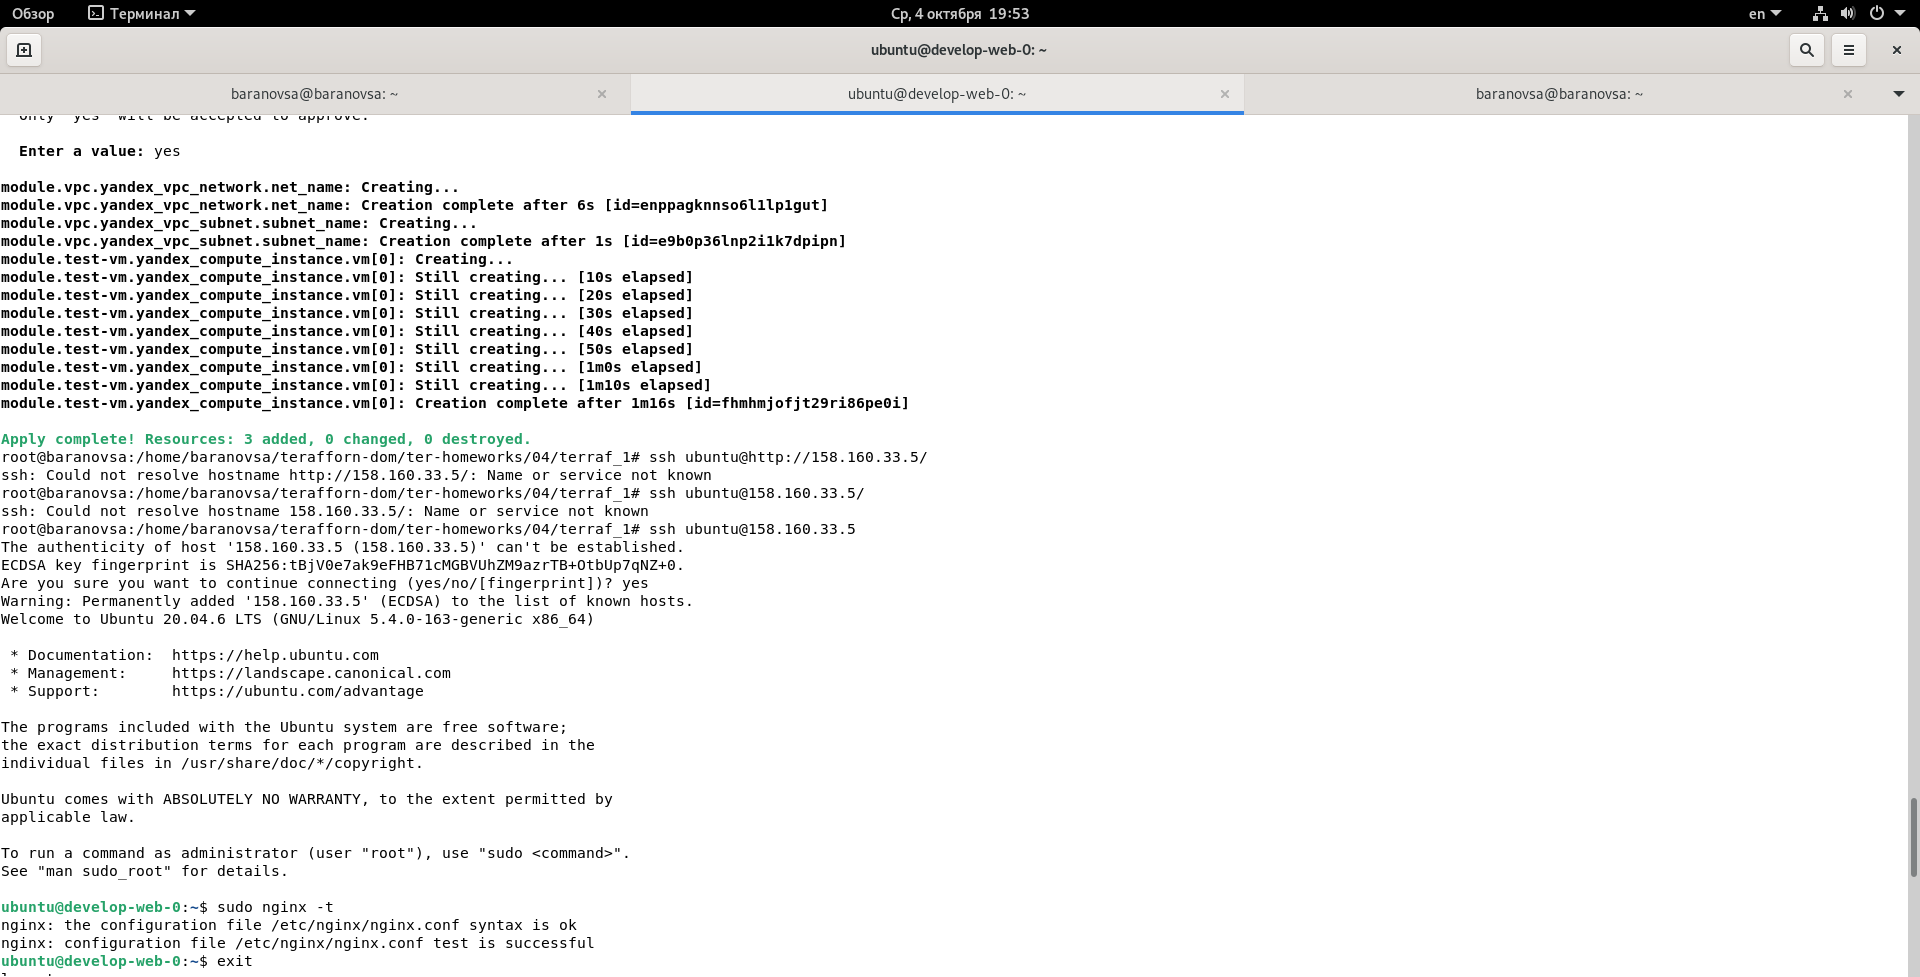 Обзор Терминал Ср, 4 октября 19:53 en
ubuntu@develop-web-0: ~
baranovsa@baranovsa: ~ ubuntu@develop-web-0: ~ baranovsa@baranovsa: ~
only 'yes' will be accepted to approve.
Enter a value: yes
module.vpc.yandex_vpc_network.net_name: Creating...
module.vpc.yandex_vpc_network.net_name: Creation complete after 6s [id=enppagknnso6l1lp1gut]
module.vpc.yandex_vpc_subnet.subnet_name: Creating...
module.vpc.yandex_vpc_subnet.subnet_name: Creation complete after 1s [id=e9b0p36lnp2i1k7dpipn]
module.test-vm.yandex_compute_instance.vm[0]: Creating...
module.test-vm.yandex_compute_instance.vm[0]: Still creating... [10s elapsed]
module.test-vm.yandex_compute_instance.vm[0]: Still creating... [20s elapsed]
module.test-vm.yandex_compute_instance.vm[0]: Still creating... [30s elapsed]
module.test-vm.yandex_compute_instance.vm[0]: Still creating... [40s elapsed]
module.test-vm.yandex_compute_instance.vm[0]: Still creating... [50s elapsed]
module.test-vm.yandex_compute_instance.vm[0]: Still creating... [1m0s elapsed]
module.test-vm.yandex_compute_instance.vm[0]: Still creating... [1m10s elapsed]
module.test-vm.yandex_compute_instance.vm[0]: Creation complete after 1m16s [id=fhmhmjofjt29ri86pe0i]
Apply complete! Resources: 3 added, 0 changed, 0 destroyed.
root@baranovsa:/home/baranovsa/terafforn-dom/ter-homeworks/04/terraf_1# ssh ubuntu@http://158.160.33.5/
ssh: Could not resolve hostname http://158.160.33.5/: Name or service not known
root@baranovsa:/home/baranovsa/terafforn-dom/ter-homeworks/04/terraf_1# ssh ubuntu@158.160.33.5/
ssh: Could not resolve hostname 158.160.33.5/: Name or service not known
root@baranovsa:/home/baranovsa/terafforn-dom/ter-homeworks/04/terraf_1# ssh ubuntu@158.160.33.5
The authenticity of host '158.160.33.5 (158.160.33.5)' can't be established.
ECDSA key fingerprint is SHA256:tBjV0e7ak9eFHB71cMGBVUhZM9azrTB+OtbUp7qNZ+0.
Are you sure you want to continue connecting (yes/no/[fingerprint])? yes
Warning: Permanently added '158.160.33.5' (ECDSA) to the list of known hosts.
Welcome to Ubuntu 20.04.6 LTS (GNU/Linux 5.4.0-163-generic x86_64)
* Documentation: https://help.ubuntu.com
* Management: https://landscape.canonical.com
* Support: https://ubuntu.com/advantage
The programs included with the Ubuntu system are free software;
the exact distribution terms for each program are described in the
individual files in /usr/share/doc/*/copyright.
Ubuntu comes with ABSOLUTELY NO WARRANTY, to the extent permitted by
applicable law.
To run a command as administrator (user "root"), use "sudo <command>".
See "man sudo_root" for details.
ubuntu@develop-web-0:~$ sudo nginx -t
nginx: the configuration file /etc/nginx/nginx.conf syntax is ok
nginx: configuration file /etc/nginx/nginx.conf test is successful
ubuntu@develop-web-0:~$ exit